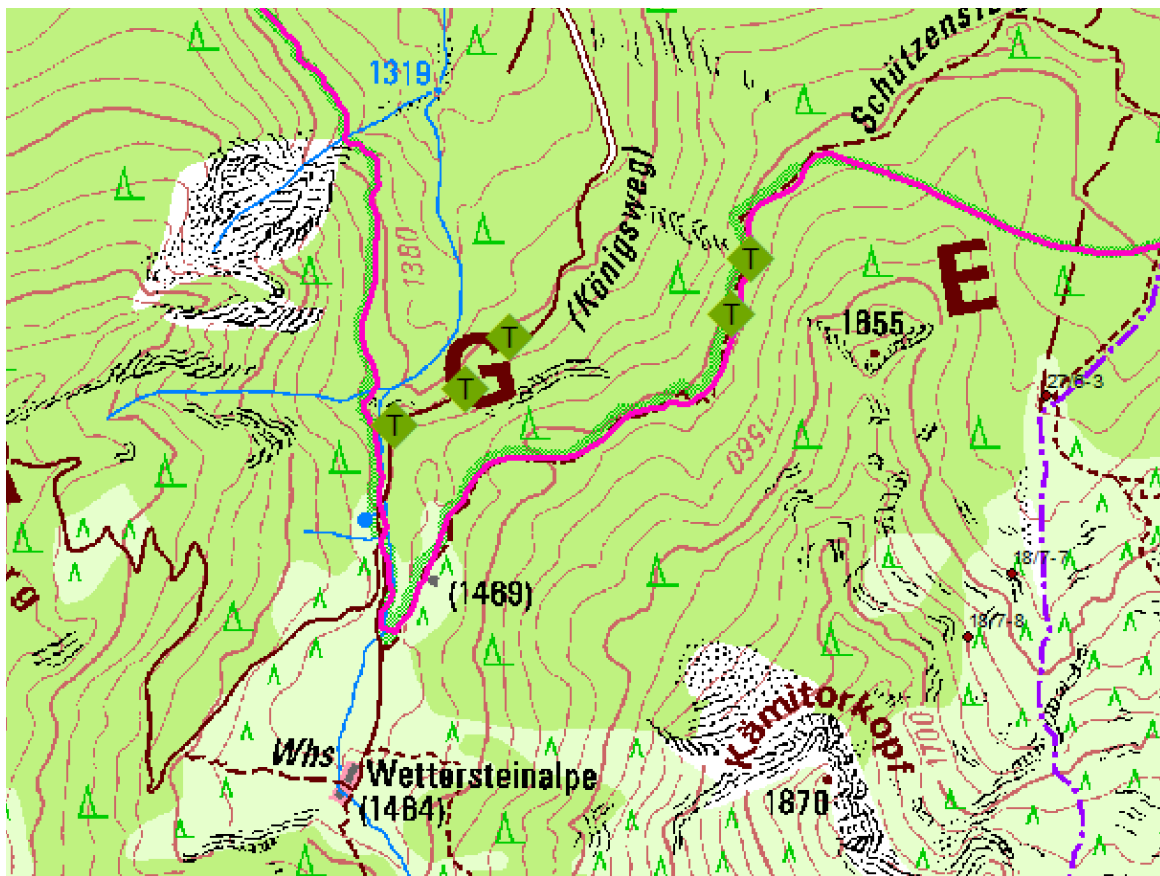 Schützenst
1319
(Königsweg)
1380
T
E
T
1855
T
G
T
27/6-3
T
1560
18/7-7
(1469)
g
18/7-8
Kämitorkopf
1700
Whs
Wettersteinalpe
(1464)
1870